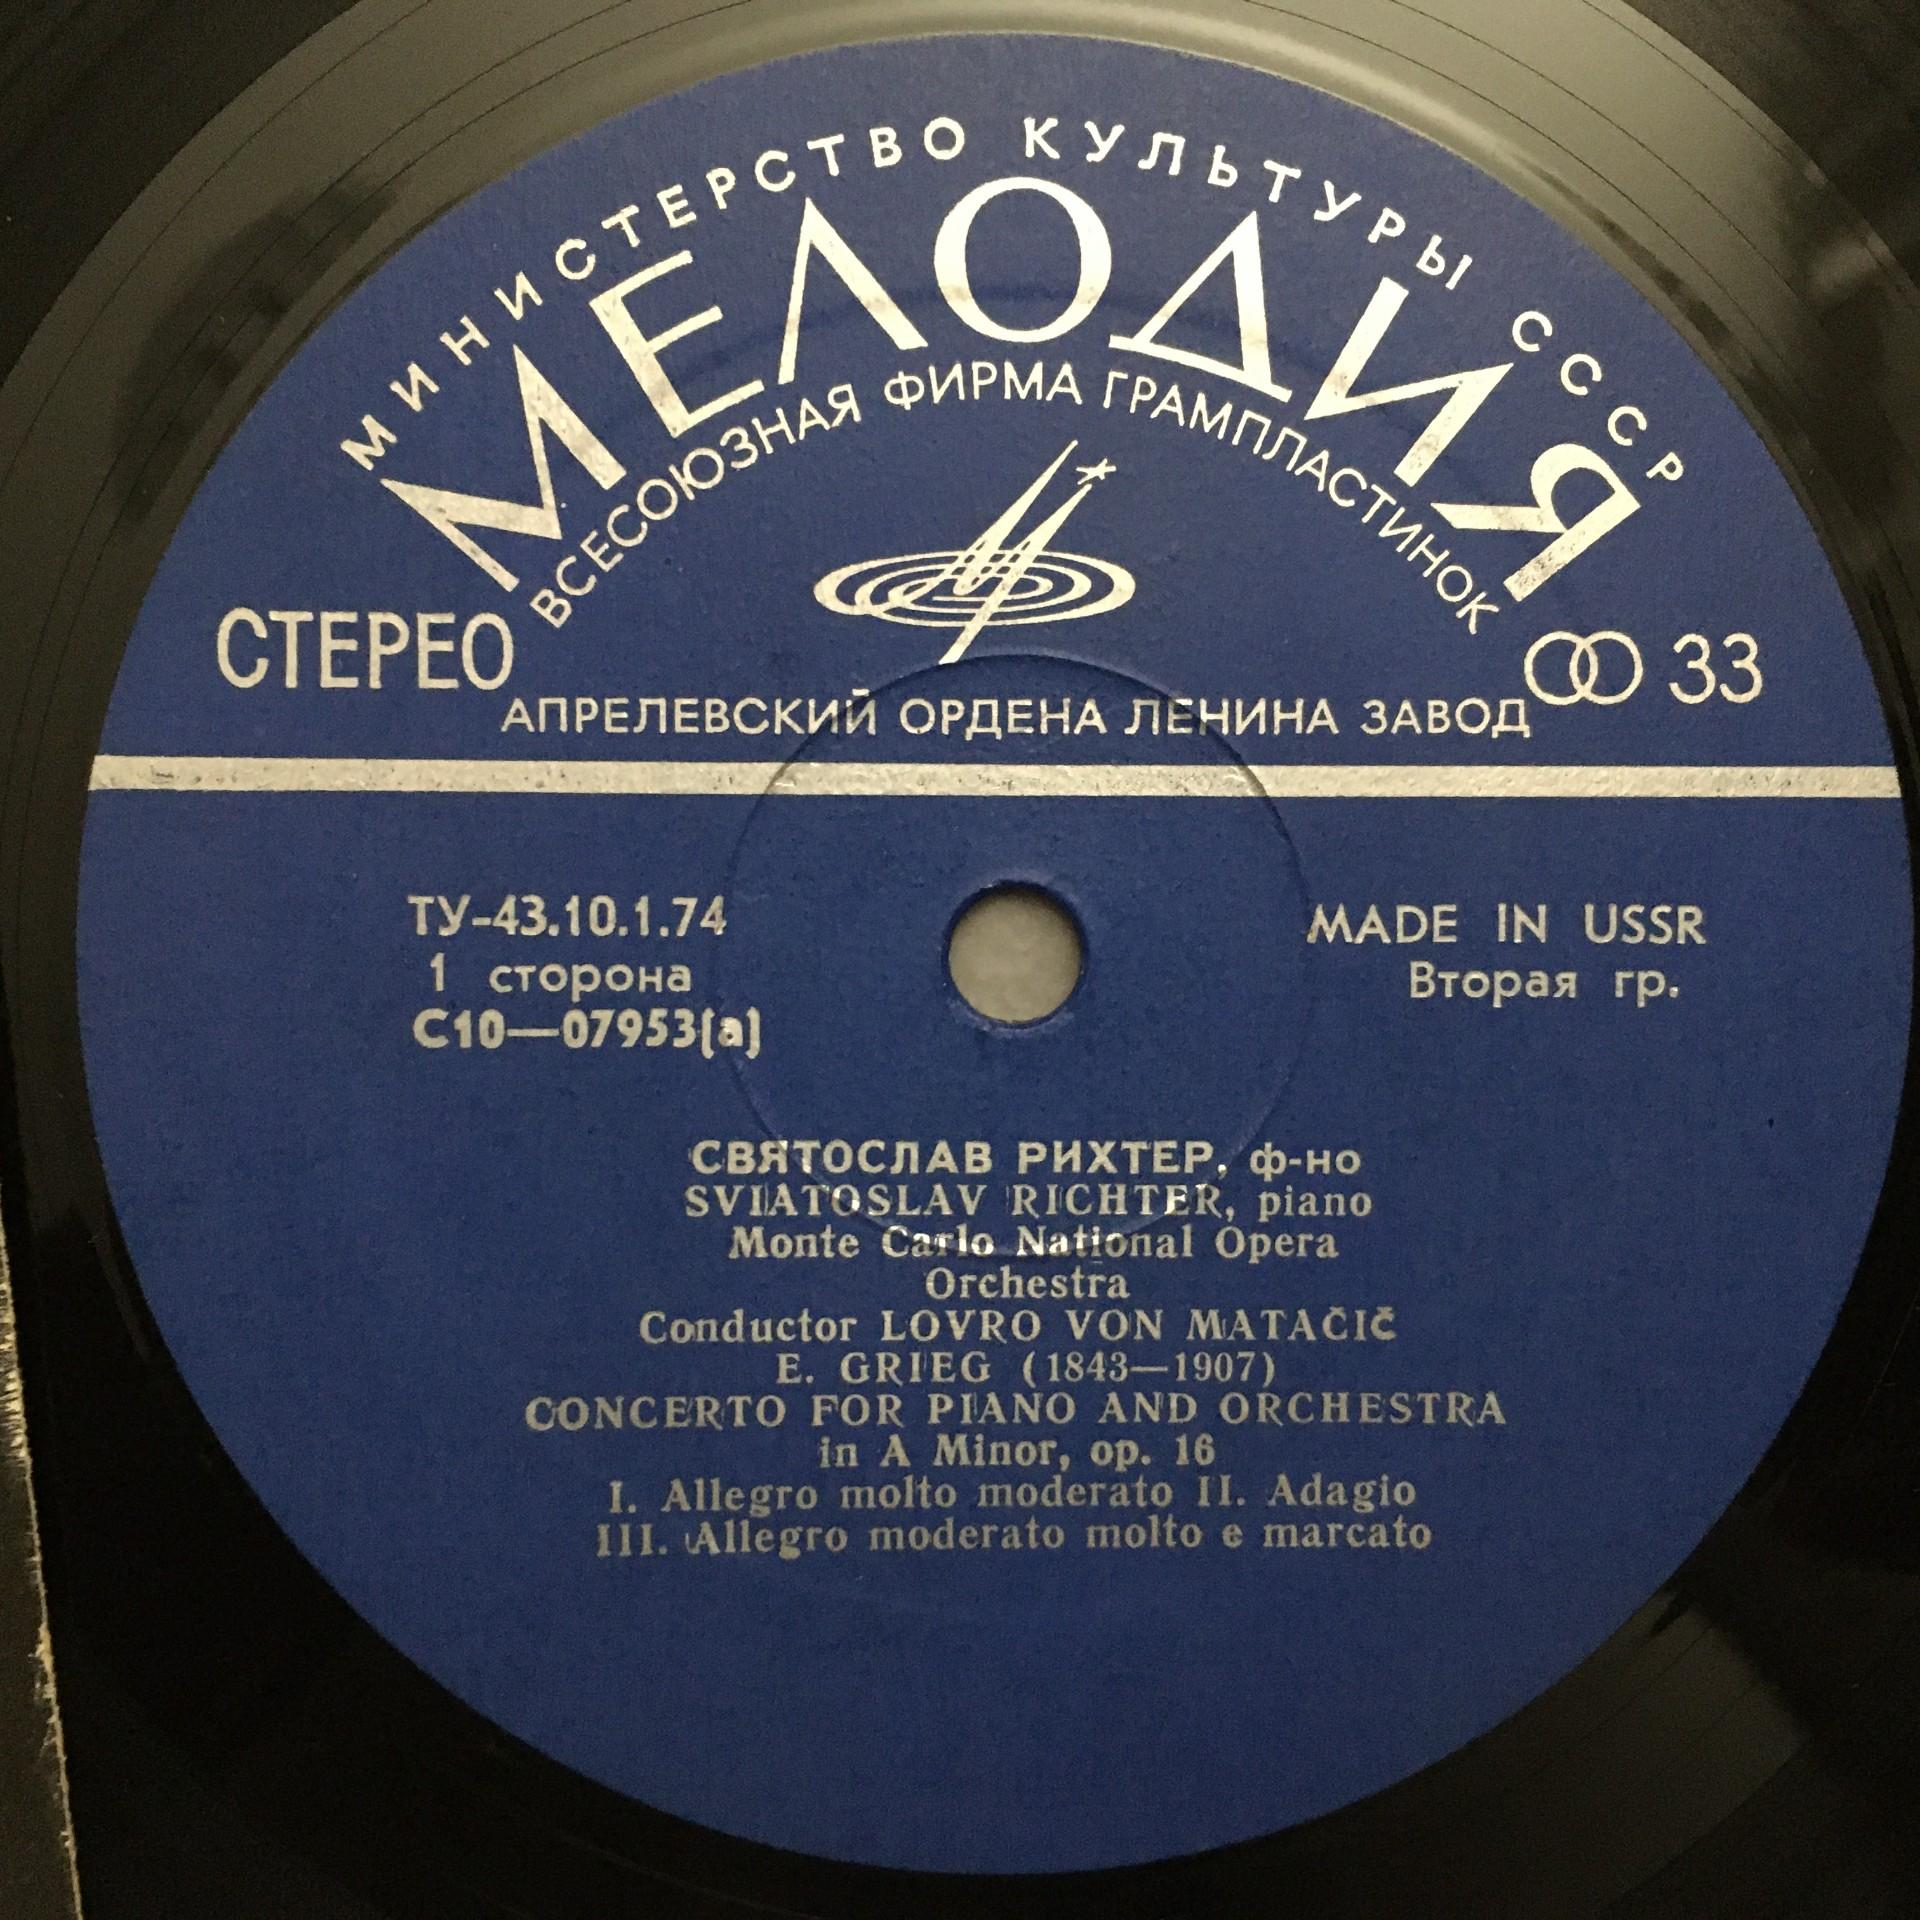 МИНИСТЕРСТВО КУЛЬТУРЫ СССР
МЕЛОДИЯ
ВСЕСОЮЗНАЯ ФИРМА ГРАМПЛАСТИНОК
СТЕРЕО
33
АПРЕЛЕВСКИЙ ОРДЕНА ЛЕНИНА ЗАВОД
ТУ-43.10.1.74
1 сторона
С10—07953(а)
MADE IN USSR
Вторая гр.
СВЯТОСЛАВ РИХТЕР, ф-но
SVIATOSLAV RICHTER, piano
Monte Carlo National Opera
Orchestra
Conductor LOVRO VON MATAČIČ
E. GRIEG (1843—1907)
CONCERTO FOR PIANO AND ORCHESTRA
in A Minor, op. 16
I. Allegro molto moderato II. Adagio
III. Allegro moderato molto e marcato